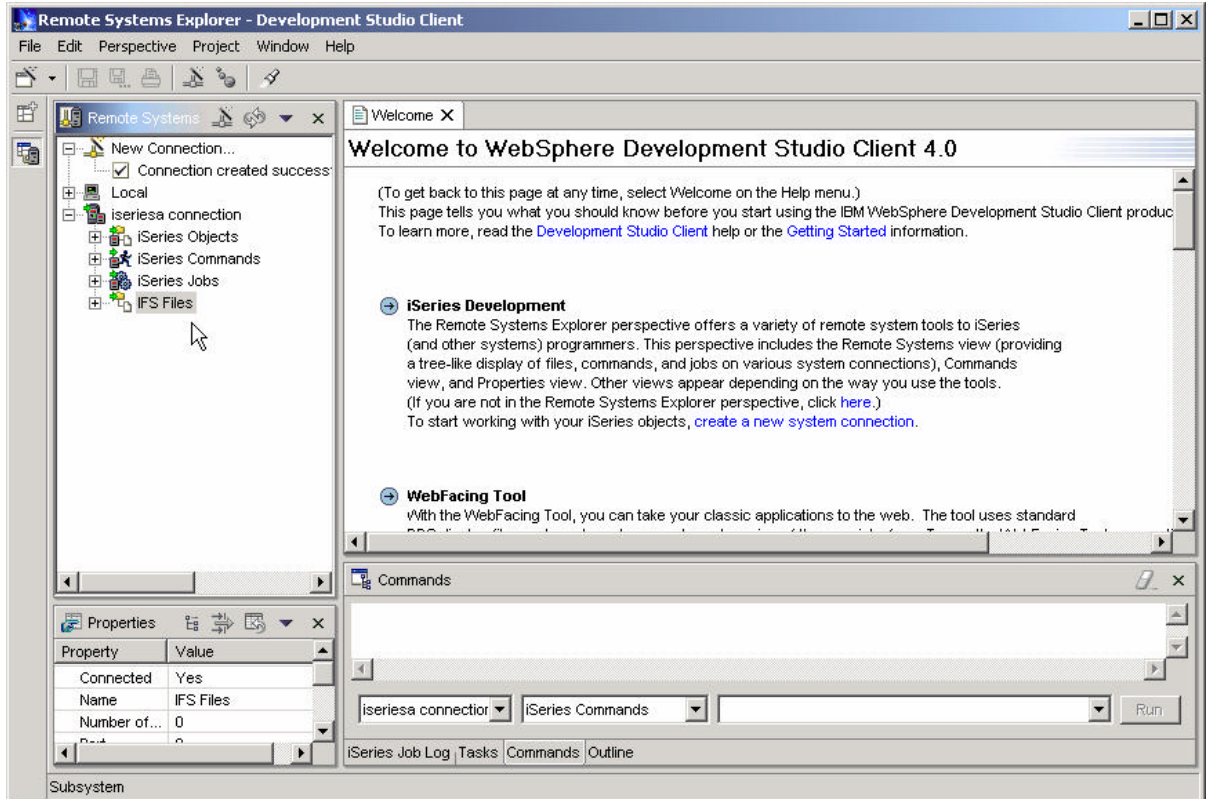 Remote Systems Explorer - Development Studio Client
File Edit Perspective Project Window Help
Remote Systems
New Connection...
Connection created success
Local
iseriesa connection
iSeries Objects
iSeries Commands
iSeries Jobs
IFS Files
Welcome
Welcome to WebSphere Development Studio Client 4.0
(To get back to this page at any time, select Welcome on the Help menu.)
This page tells you what you should know before you start using the IBM WebSphere Development Studio Client produc
To learn more, read the Development Studio Client help or the Getting Started information.
iSeries Development
The Remote Systems Explorer perspective offers a variety of remote system tools to iSeries
(and other systems) programmers. This perspective includes the Remote Systems view (providing
a tree-like display of files, commands, and jobs on various system connections), Commands
view, and Properties view. Other views appear depending on the way you use the tools.
(If you are not in the Remote Systems Explorer perspective, click here.)
To start working with your iSeries objects, create a new system connection.
WebFacing Tool
With the WebFacing Tool, you can take your classic applications to the web. The tool uses standard
Properties
Property Value
Connected Yes
Name IFS Files
Number of... 0
Commands
iseriesa connection iSeries Commands Run
iSeries Job Log Tasks Commands Outline
Subsystem